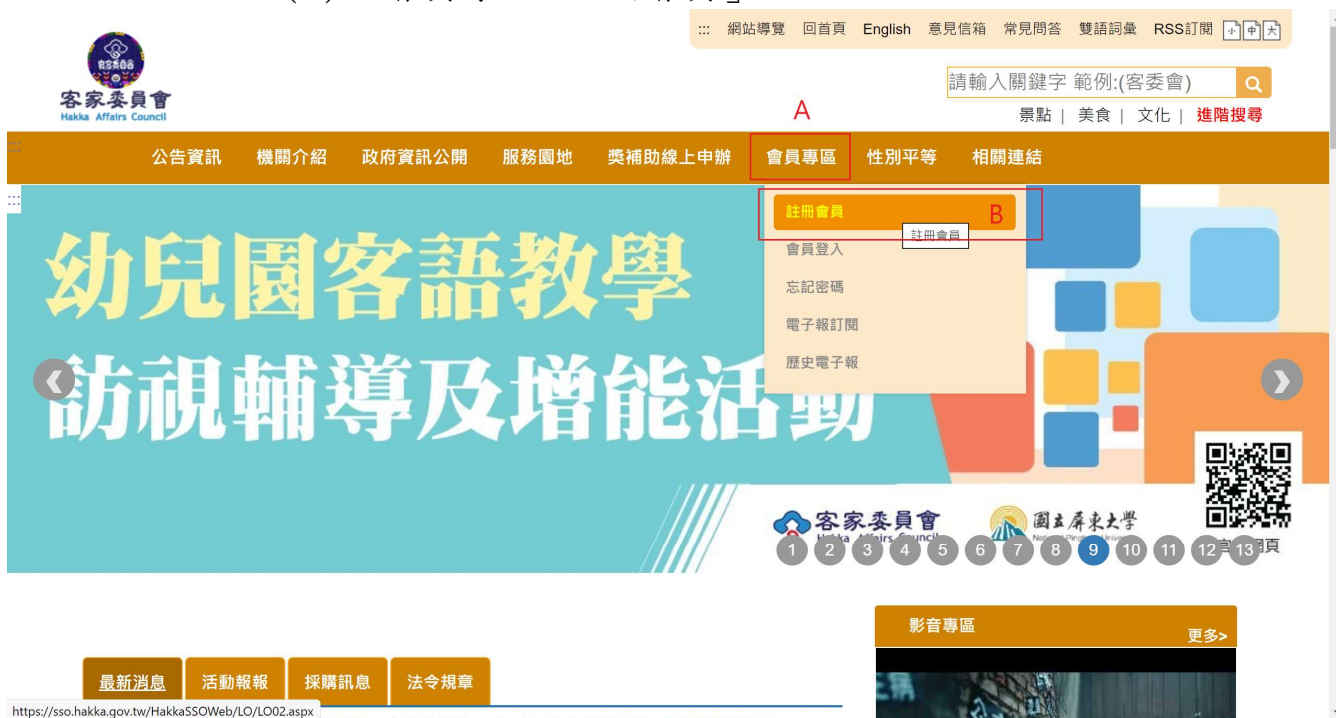 ::: 網站導覽 回首頁 English 意見信箱 常見問答 雙語詞彙 RSS訂閱 小 中 大
客家委員會
Hakka Affairs Council
請輸入關鍵字 範例:(客委會)
景點 | 美食 | 文化 | 進階搜尋
A
::: 公告資訊 機關介紹 政府資訊公開 服務園地 獎補助線上申辦 會員專區 性別平等 相關連結
:::
註冊會員 B
註冊會員
會員登入
忘記密碼
電子報訂閱
歷史電子報
幼兒園客語教學
訪視輔導及增能活動
❮ ❯
客家委員會 國立屏東大學
1 2 3 4 5 6 7 8 9 10 11 12 13
影音專區
更多>
最新消息 活動報報 採購訊息 法令規章
https://sso.hakka.gov.tw/HakkaSSOWeb/LO/LO02.aspx